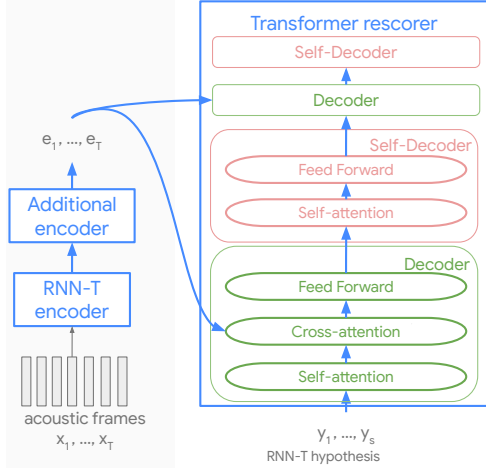 Transformer rescorer
Self-Decoder
Decoder
e1 , ..., eT
Self-Decoder
Feed Forward
Self-attention
Additional
encoder
Decoder
RNN-T
encoder
Feed Forward
Cross-attention
Self-attention
acoustic frames
x1 , ..., xT
y1 , ..., ys
RNN-T hypothesis